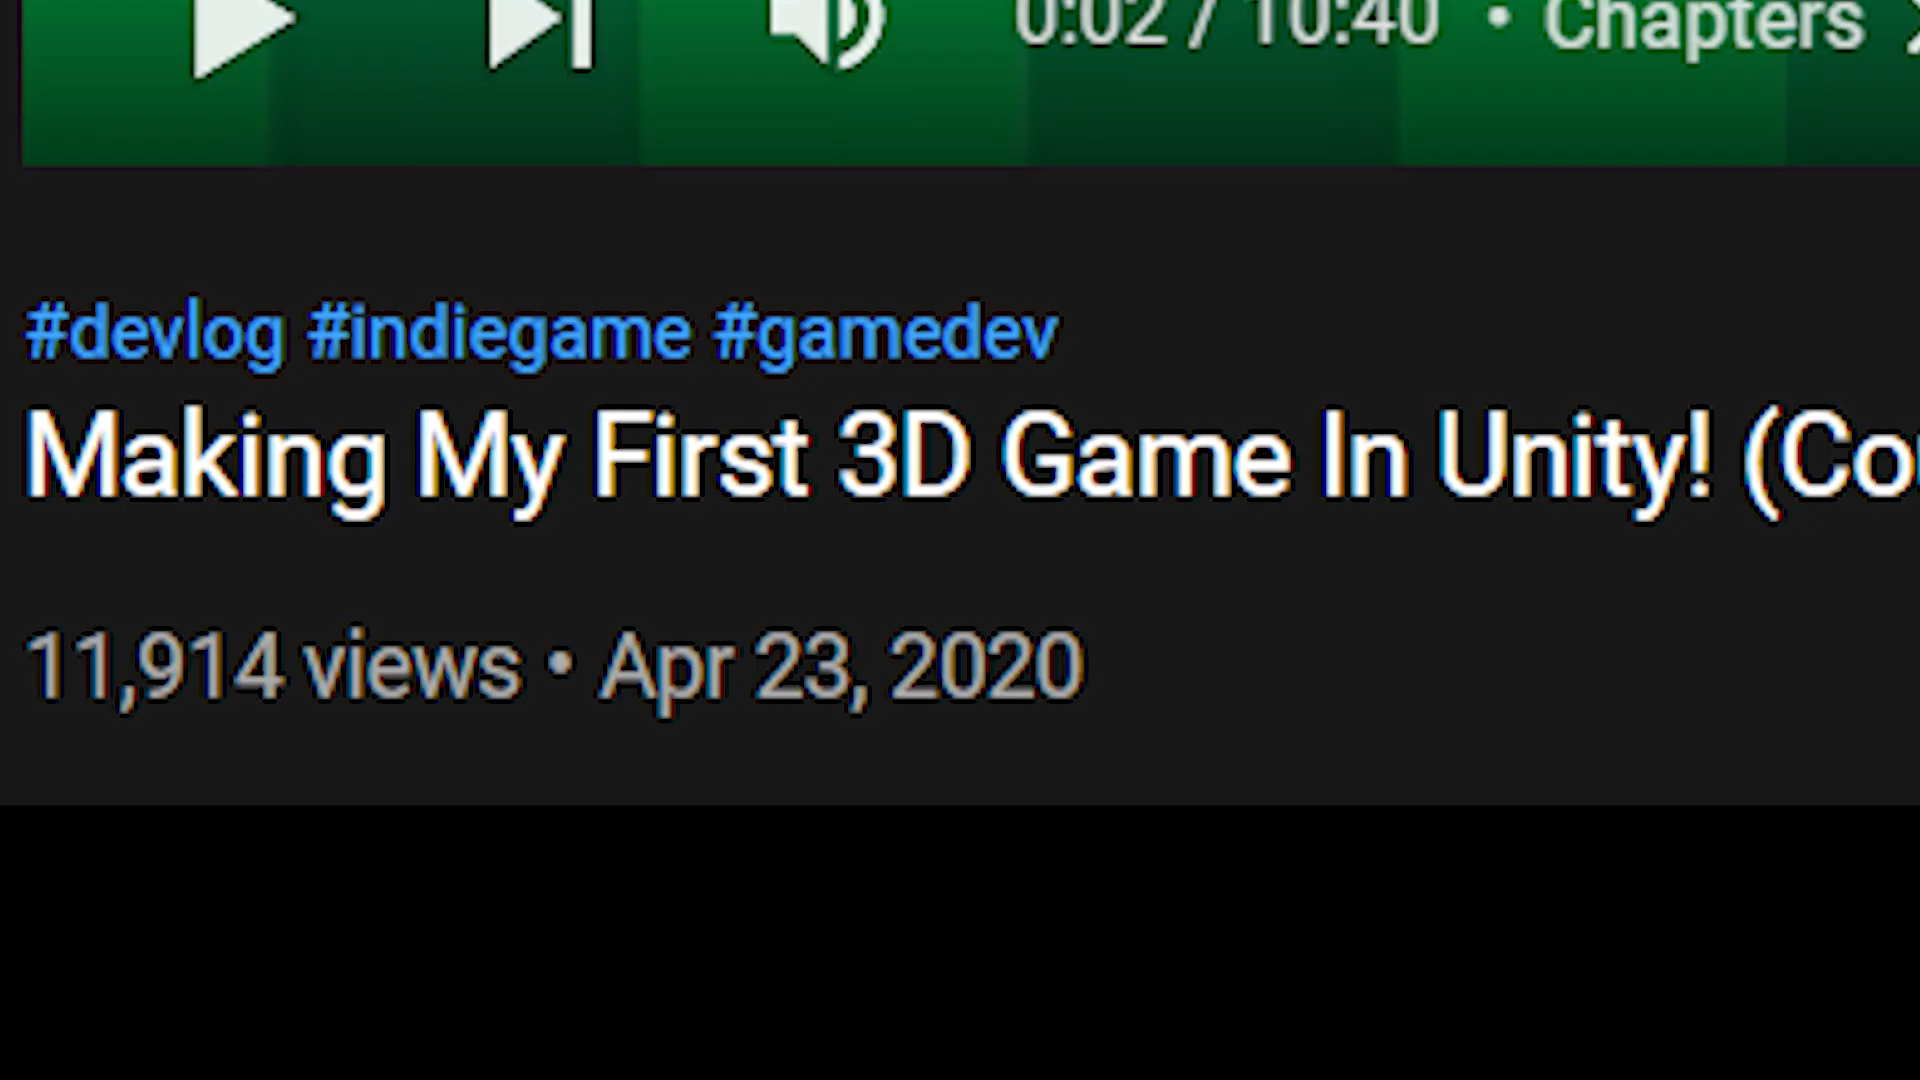 0:02 / 10:40 • Chapters
#devlog #indiegame #gamedev
Making My First 3D Game In Unity! (Co
11,914 views • Apr 23, 2020